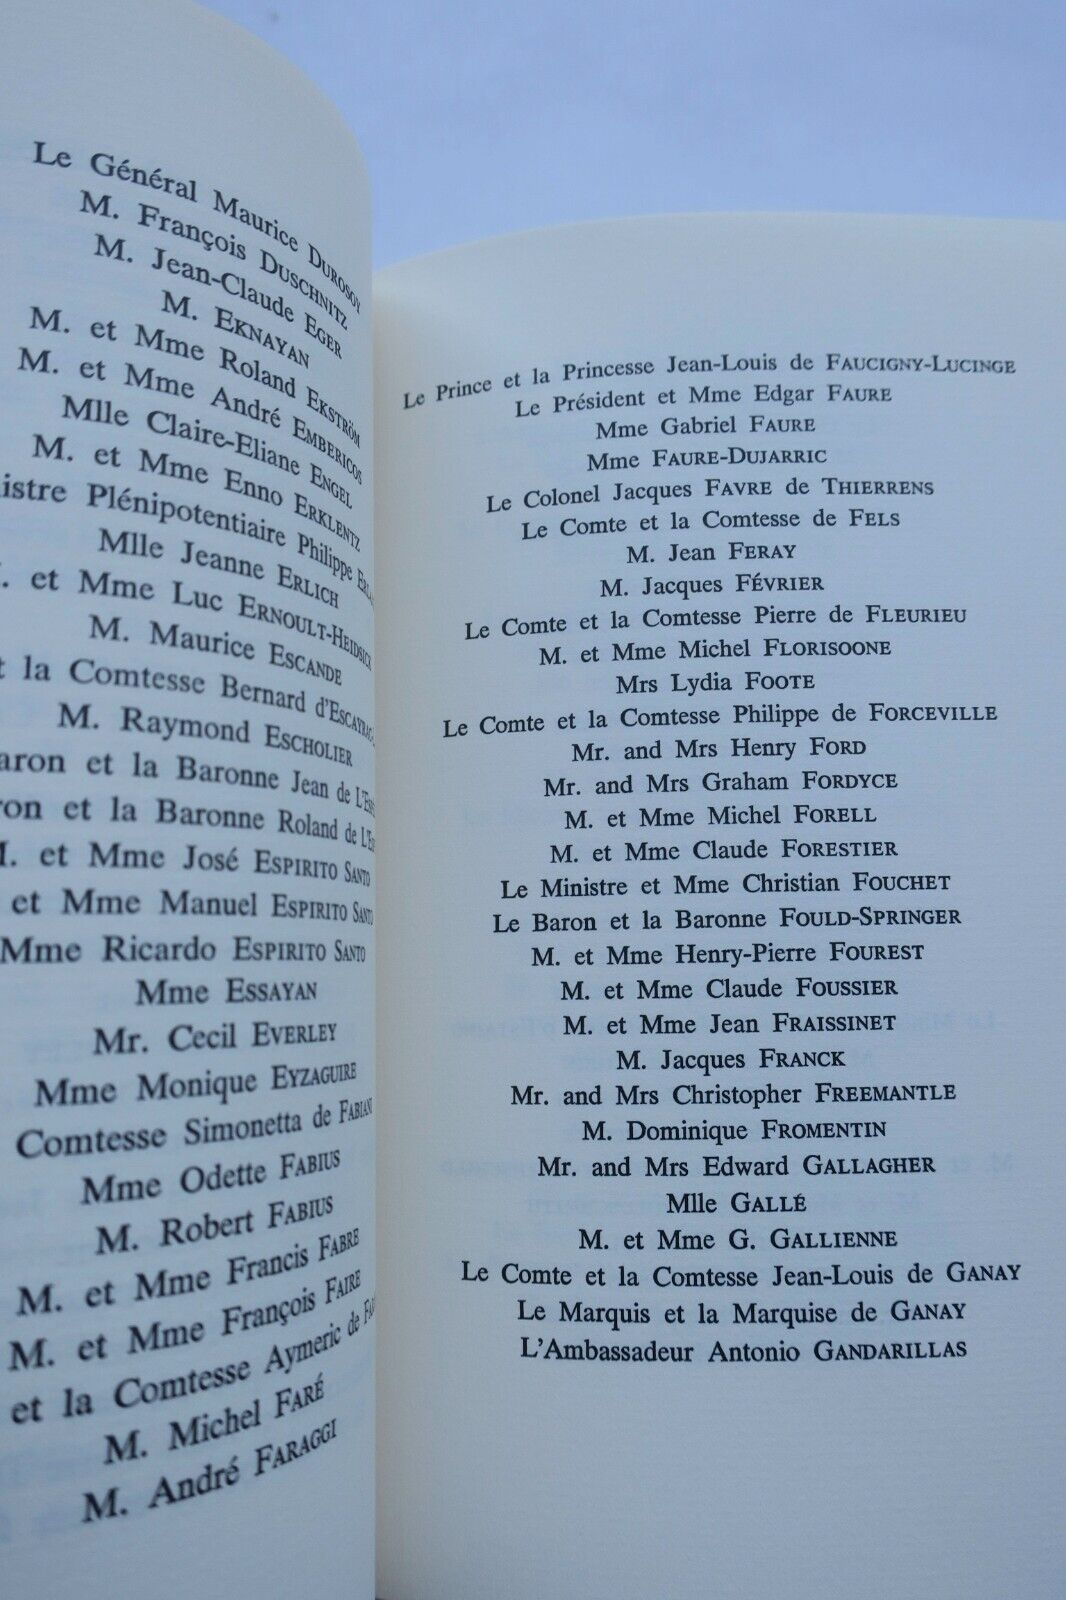 Le Général Maurice DUROSOY
M. François DUSCHNITZ
M. Jean-Claude EGER
M. EKNAYAN
M. et Mme Roland EKSTRÖM
M. et Mme André EMBERICOS
Mlle Claire-Eliane ENGEL
M. et Mme Enno ERKLENTZ
istre Plénipotentiaire Philippe
Mlle Jeanne ERLICH
. et Mme Luc ERNOULT-HEIDSICK
M. Maurice ESCANDE
t la Comtesse Bernard
M. Raymond ESCHOLIER
aron et la Baronne Jean de
ron et la Baronne Roland de
M. et Mme José ESPIRITO SANTO
et Mme Manuel ESPIRITO SANTO
Mme Ricardo ESPIRITO SANTO
Mme ESSAYAN
Mr. Cecil EVERLEY
Mme Monique EYZAGUIRE
Comtesse Simonetta de FABIANI
Mme Odette FABIUS
M. Robert FABIUS
M. et Mme Francis FABRE
M. et Mme François FAIRE
et la Comtesse Aymeric de
M. Michel FARÉ
M. André FARAGGI
Le Prince et la Princesse Jean-Louis de FAUCIGNY-LUCINGE
Le Président et Mme Edgar FAURE
Mme Gabriel FAURE
Mme FAURE-DUJARRIC
Le Colonel Jacques FAVRE de THIERRENS
Le Comte et la Comtesse de FELS
M. Jean FERAY
M. Jacques FÉVRIER
Le Comte et la Comtesse Pierre de FLEURIEU
M. et Mme Michel FLORISOONE
Mrs Lydia FOOTE
Le Comte et la Comtesse Philippe de FORCEVILLE
Mr. and Mrs Henry FORD
Mr. and Mrs Graham FORDYCE
M. et Mme Michel FORELL
M. et Mme Claude FORESTIER
Le Ministre et Mme Christian FOUCHET
Le Baron et la Baronne FOULD-SPRINGER
M. et Mme Henry-Pierre FOUREST
M. et Mme Claude FOUSSIER
M. et Mme Jean FRAISSINET
M. Jacques FRANCK
Mr. and Mrs Christopher FREEMANTLE
M. Dominique FROMENTIN
Mr. and Mrs Edward GALLAGHER
Mlle GALLÉ
M. et Mme G. GALLIENNE
Le Comte et la Comtesse Jean-Louis de GANAY
Le Marquis et la Marquise de GANAY
L'Ambassadeur Antonio GANDARILLAS